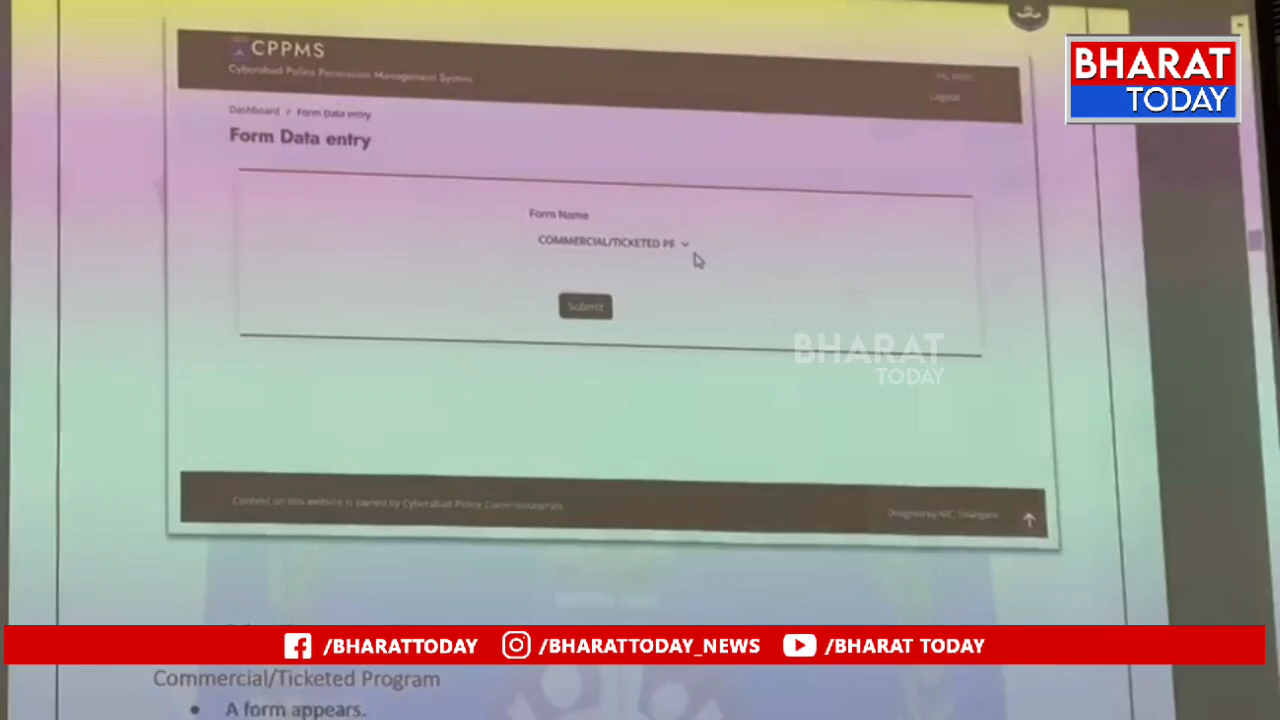 CPPMS
Cyberabad Police Permission Management System
Logout
Dashboard / Form Data entry
Form Data entry
Form Name
COMMERCIAL/TICKETED PF
Submit
Content on this website is owned by Cyberabad Police Commissionerate
Designed by NIC, Telangana
Commercial/Ticketed Program
• A form appears.
BHARAT
TODAY
BHARAT
TODAY
/BHARATTODAY
/BHARATTODAY_NEWS
/BHARAT TODAY